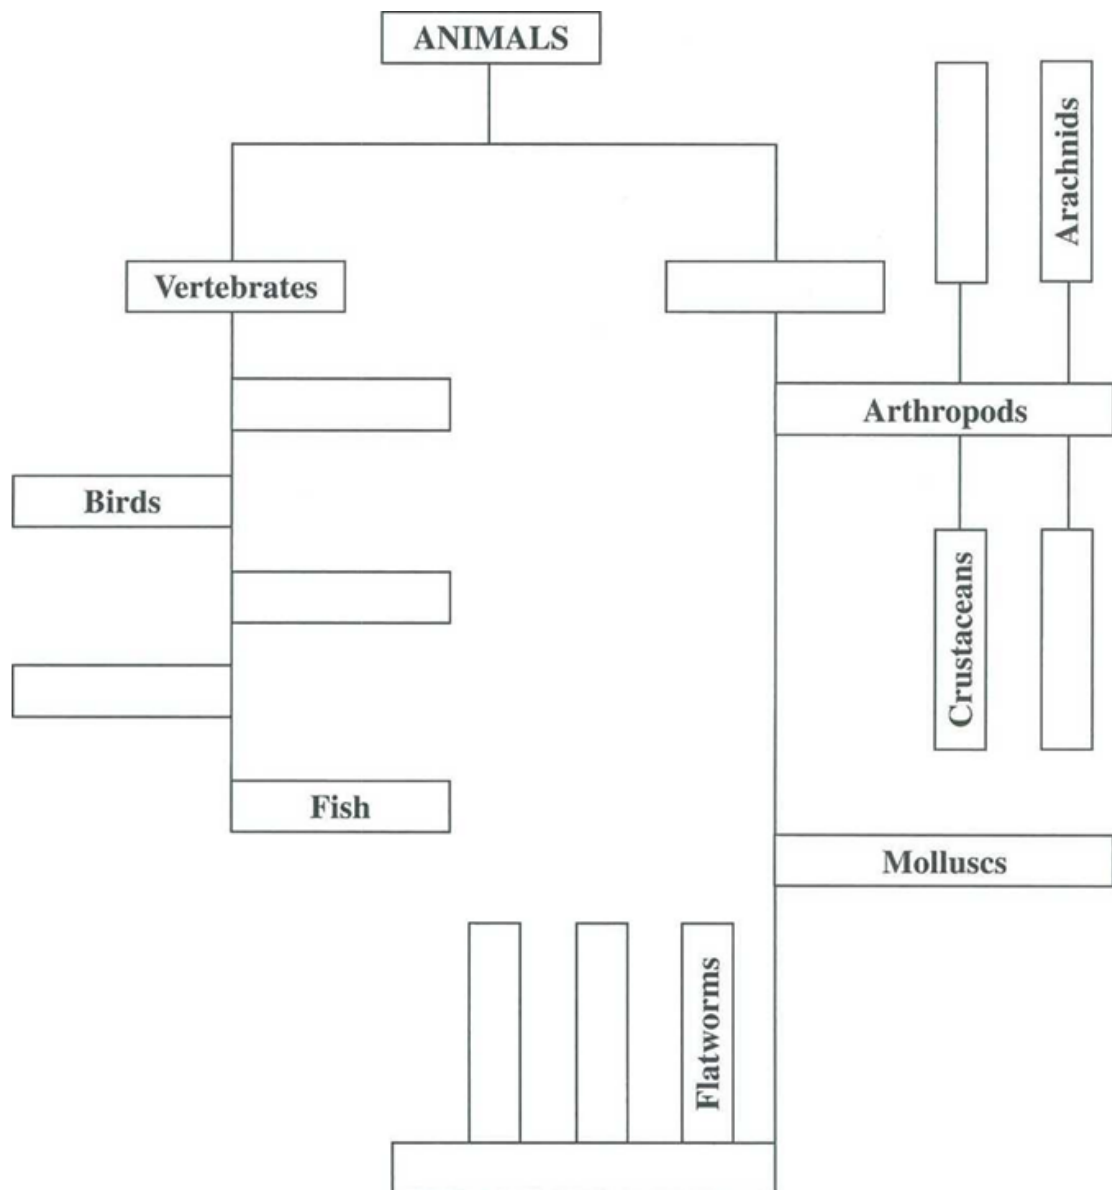 ANIMALS
Arachnids
Vertebrates
Arthropods
Birds
Crustaceans
Fish
Molluscs
Flatworms